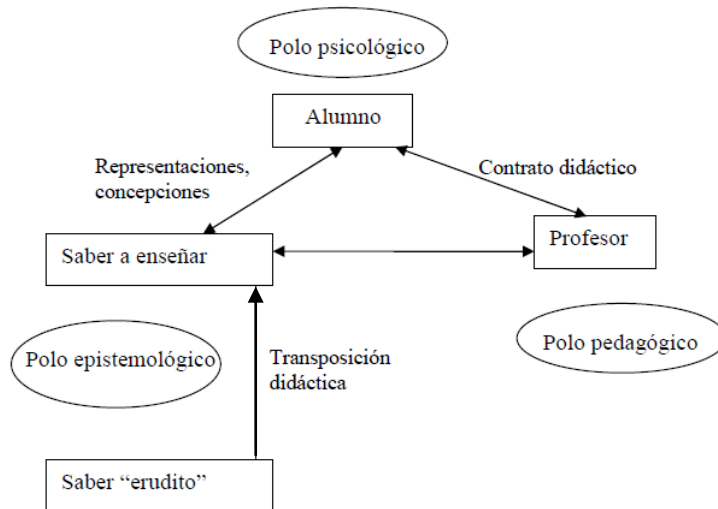 Polo psicológico
Alumno
Representaciones,
concepciones
Contrato didáctico
Saber a enseñar
Profesor
Polo epistemológico
Transposición
didáctica
Polo pedagógico
Saber “erudito”